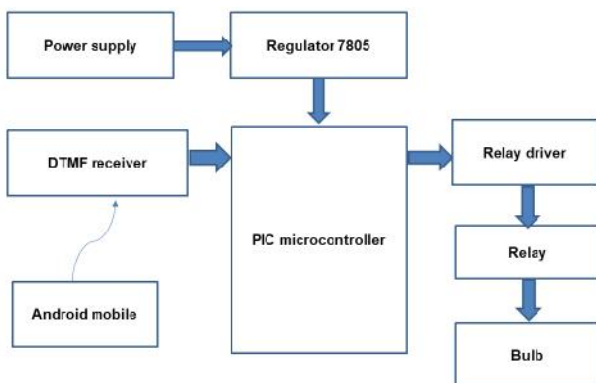 Power supply
Regulator 7805
DTMF receiver
PIC microcontroller
Relay driver
Relay
Android mobile
Bulb